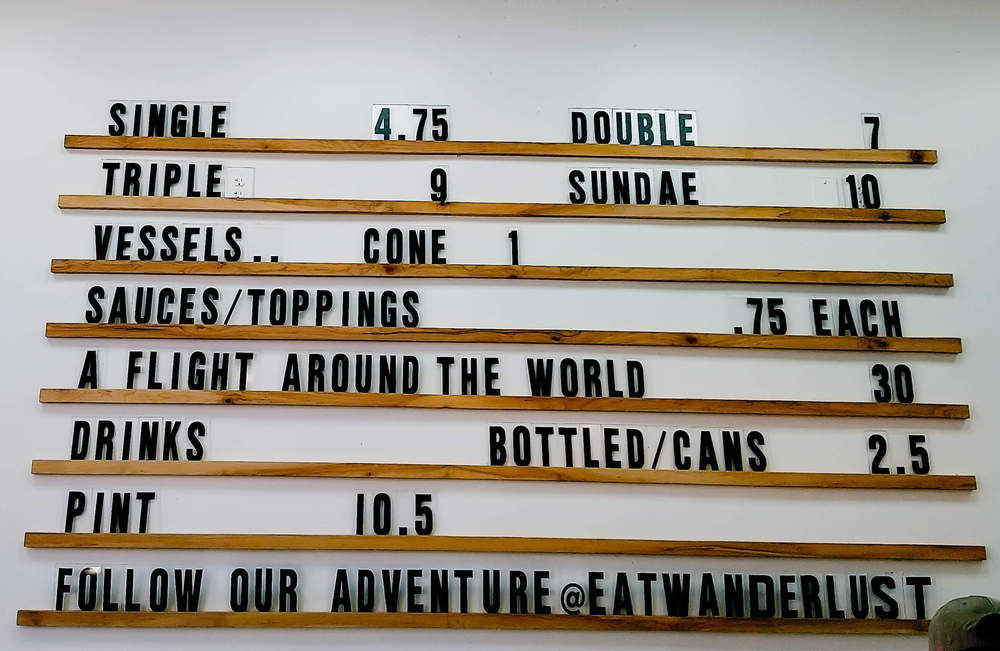 SINGLE 4.75 DOUBLE 7
TRIPLE 9 SUNDAE 10
VESSELS.. CONE 1
SAUCES/TOPPINGS .75 EACH
A FLIGHT AROUND THE WORLD 30
DRINKS BOTTLED/CANS 2.5
PINT 10.5
FOLLOW OUR ADVENTURE@EATWANDERLUST